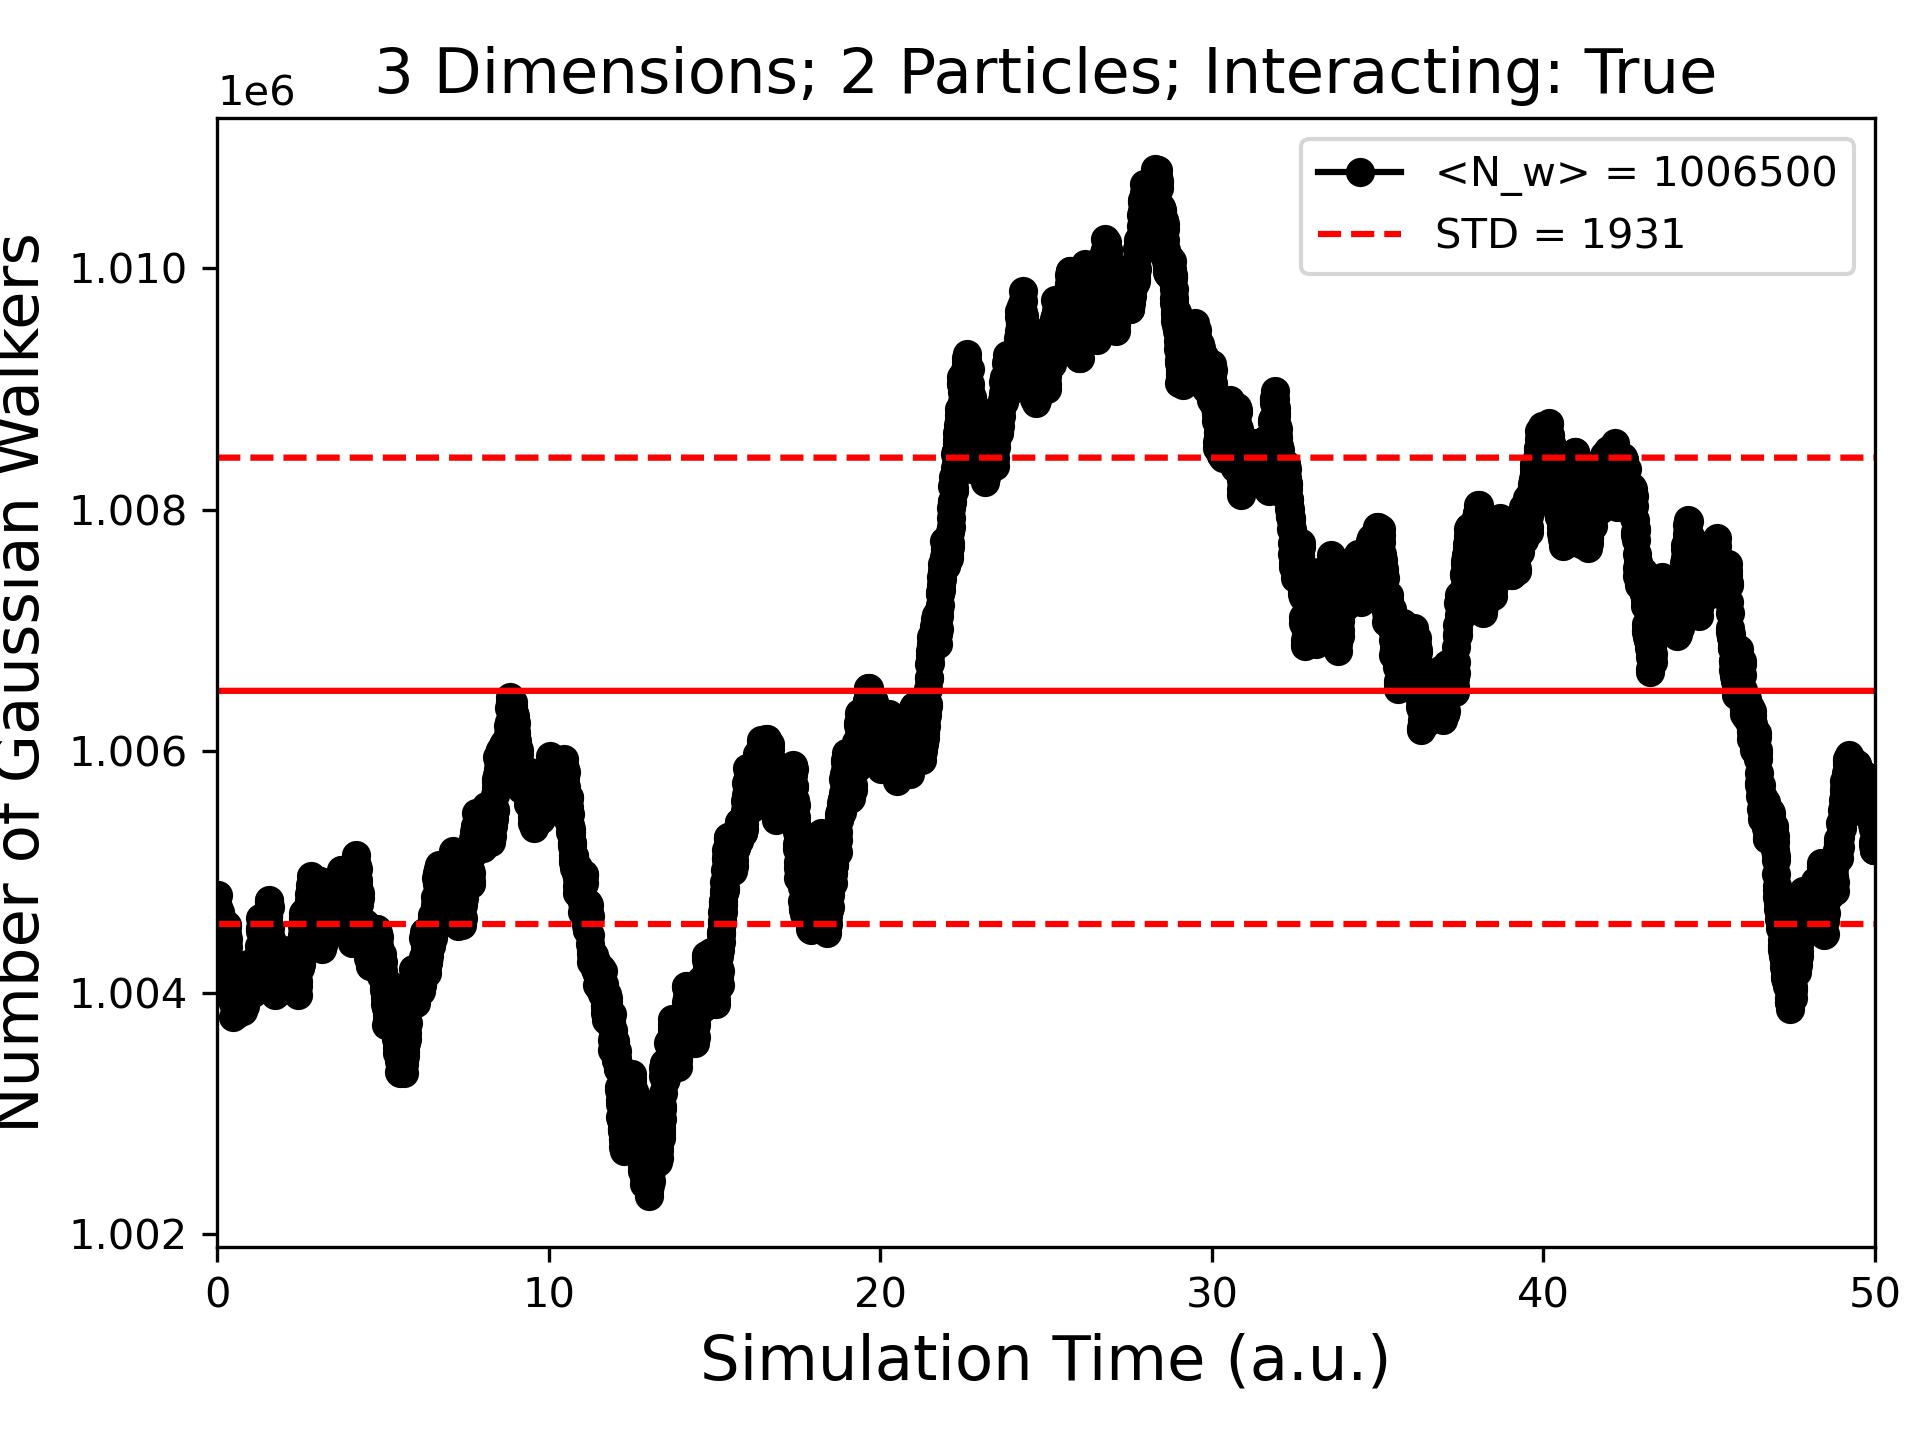 3 Dimensions; 2 Particles; Interacting: True
1e6
<N_w> = 1006500
STD = 1931
Number of Gaussian Walkers
1.010
1.008
1.006
1.004
1.002
0 10 20 30 40 50
Simulation Time (a.u.)